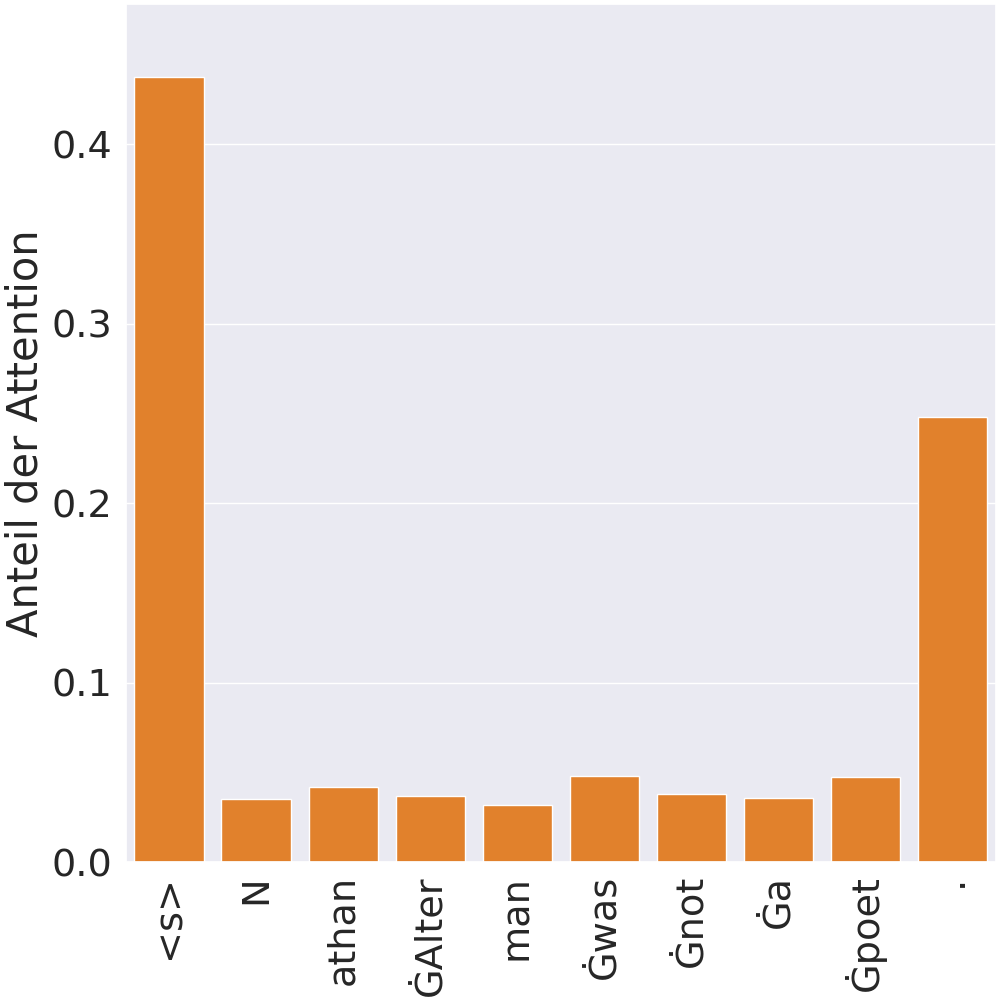 Anteil der Attention
0.4
0.3
0.2
0.1
0.0
<s>
N
athan
ĠAlter
man
Ġwas
Ġnot
Ġa
Ġpoet
.